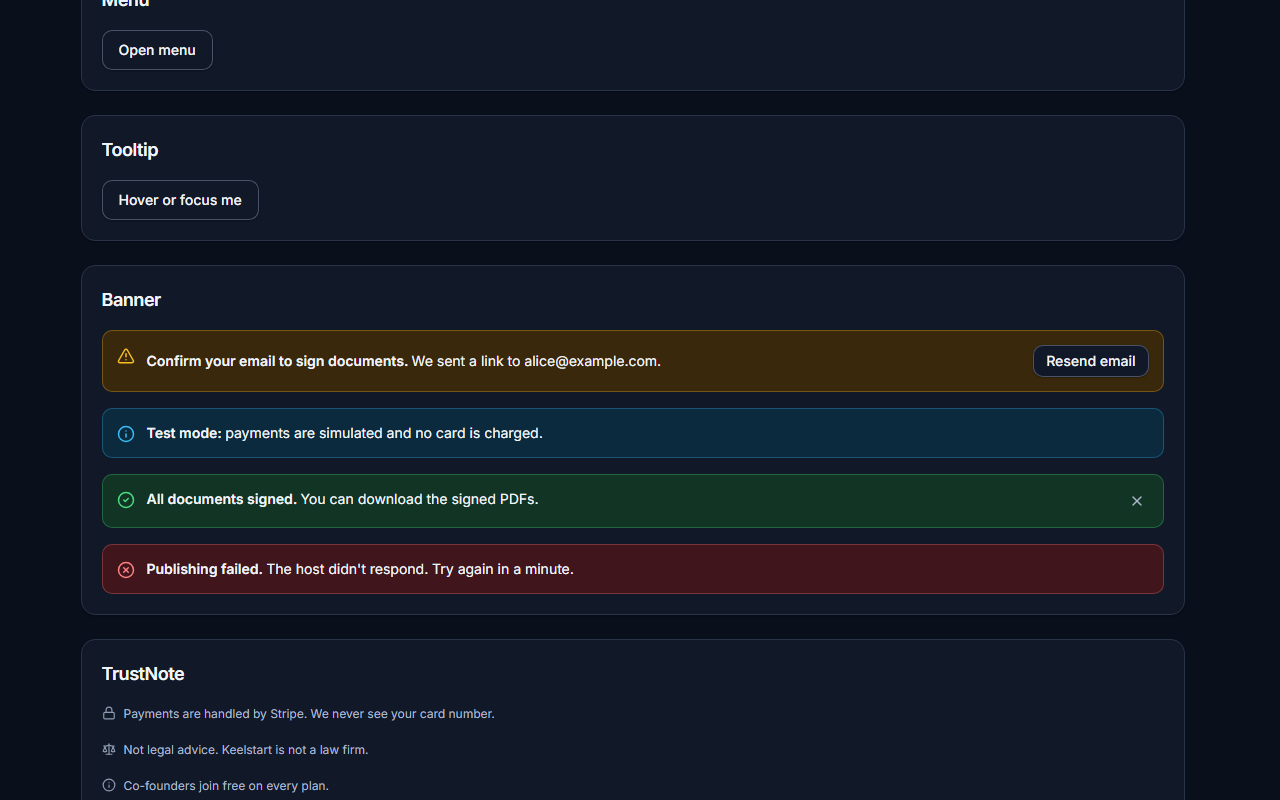 Menu
Open menu
Tooltip
Hover or focus me
Banner
Confirm your email to sign documents. We sent a link to alice@example.com.
Resend email
Test mode: payments are simulated and no card is charged.
All documents signed. You can download the signed PDFs.
Publishing failed. The host didn't respond. Try again in a minute.
TrustNote
Payments are handled by Stripe. We never see your card number.
Not legal advice. Keelstart is not a law firm.
Co-founders join free on every plan.